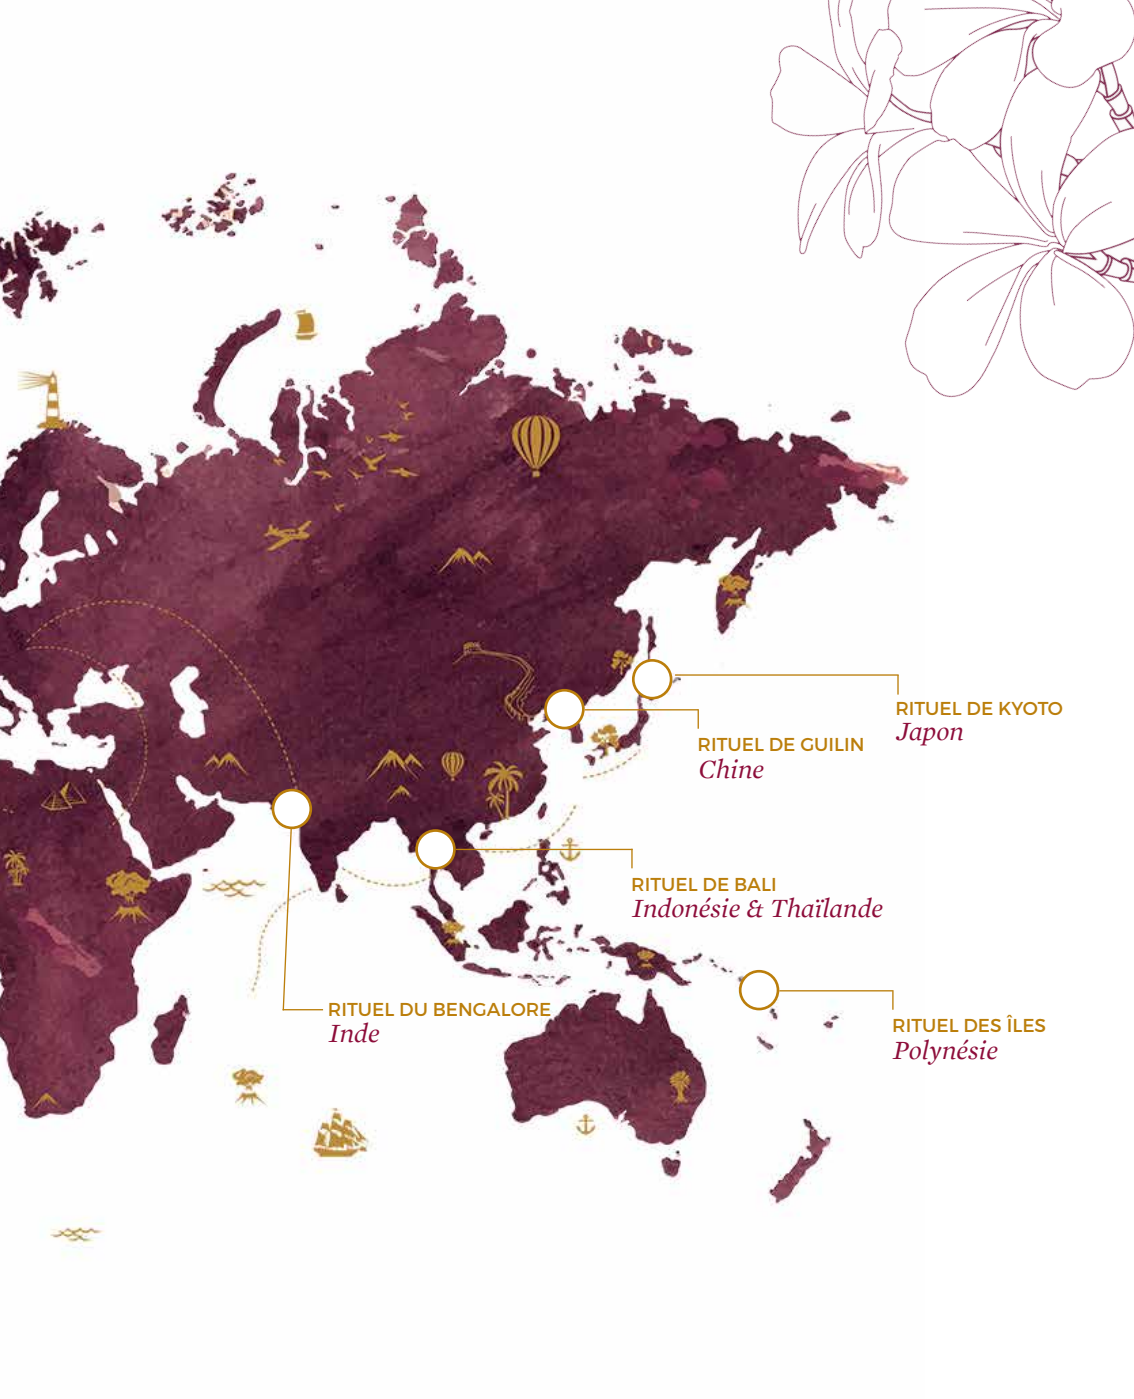 RITUEL DE KYOTO
Japon
RITUEL DE GUILIN
Chine
RITUEL DE BALI
Indonésie & Thaïlande
RITUEL DU BENGALORE
Inde
RITUEL DES ÎLES
Polynésie